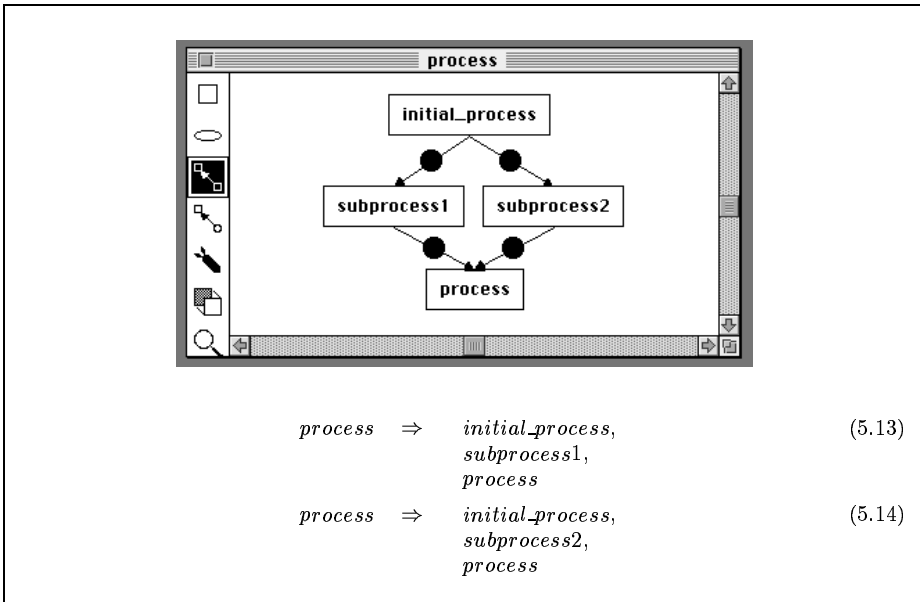 process
initial_process
subprocess1 subprocess2
process
process ⇒ initial_process, (5.13)
subprocess1,
process
process ⇒ initial_process, (5.14)
subprocess2,
process